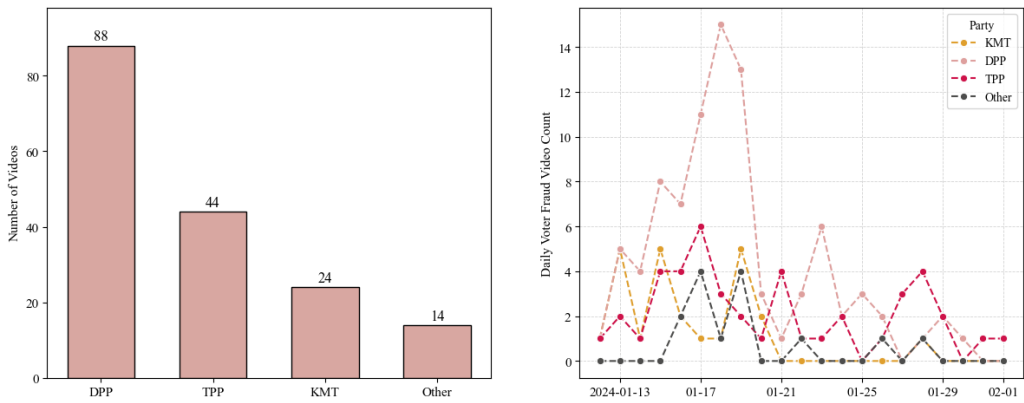 Number of Videos
80
60
40
20
0
88
44
24
14
DPP
TPP
KMT
Other
Daily Voter Fraud Video Count
14
12
10
8
6
4
2
0
2024-01-13
01-17
01-21
01-25
01-29
02-01
Party
KMT
DPP
TPP
Other